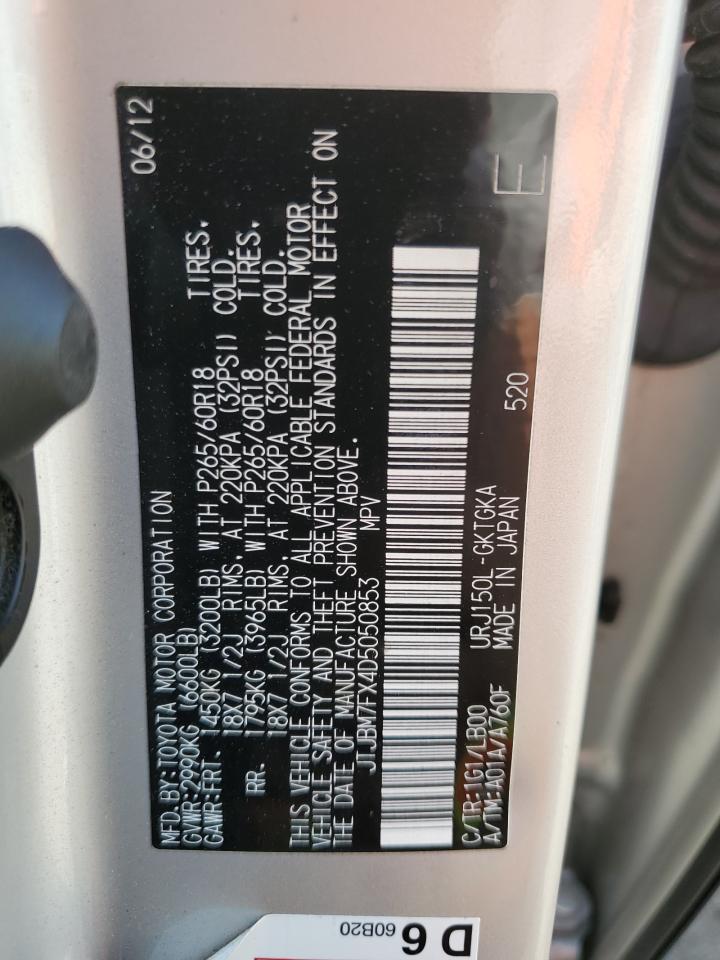 MFD.BY:TOYOTA MOTOR CORPORATION 06/12
GVWR:2990KG (6600LB)
GAWR:FRT. 1450KG (3200LB) WITH P265/60R18 TIRES.
18X7 1/2J RIMS, AT 220KPA (32PSI) COLD.
RR. 1795KG (3965LB) WITH P265/60R18 TIRES.
18X7 1/2J RIMS, AT 220KPA (32PSI) COLD.
THIS VEHICLE CONFORMS TO ALL APPLICABLE FEDERAL MOTOR
VEHICLE SAFETY AND THEFT PREVENTION STANDARDS IN EFFECT ON
THE DATE OF MANUFACTURE SHOWN ABOVE.
JTJBM7FX4D5050853 MPV
C/TR:1G1/LB00 URJ150L-GKTGKA
A/TM:A01A/A760F MADE IN JAPAN 520
E
D 6
60B20